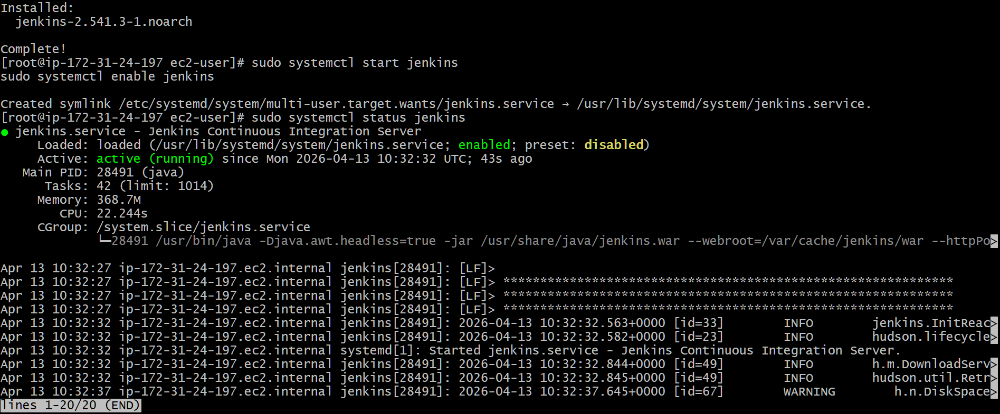 Installed:
  jenkins-2.541.3-1.noarch

Complete!
[root@ip-172-31-24-197 ec2-user]# sudo systemctl start jenkins
sudo systemctl enable jenkins

Created symlink /etc/systemd/system/multi-user.target.wants/jenkins.service → /usr/lib/systemd/system/jenkins.service.
[root@ip-172-31-24-197 ec2-user]# sudo systemctl status jenkins
● jenkins.service - Jenkins Continuous Integration Server
     Loaded: loaded (/usr/lib/systemd/system/jenkins.service; enabled; preset: disabled)
     Active: active (running) since Mon 2026-04-13 10:32:32 UTC; 43s ago
   Main PID: 28491 (java)
      Tasks: 42 (limit: 1014)
     Memory: 368.7M
        CPU: 22.244s
     CGroup: /system.slice/jenkins.service
             └─28491 /usr/bin/java -Djava.awt.headless=true -jar /usr/share/java/jenkins.war --webroot=/var/cache/jenkins/war --httpPo>

Apr 13 10:32:27 ip-172-31-24-197.ec2.internal jenkins[28491]: [LF]>
Apr 13 10:32:27 ip-172-31-24-197.ec2.internal jenkins[28491]: [LF]> *************************************************************
Apr 13 10:32:27 ip-172-31-24-197.ec2.internal jenkins[28491]: [LF]> *************************************************************
Apr 13 10:32:27 ip-172-31-24-197.ec2.internal jenkins[28491]: [LF]> *************************************************************
Apr 13 10:32:32 ip-172-31-24-197.ec2.internal jenkins[28491]: 2026-04-13 10:32:32.563+0000 [id=33]        INFO        jenkins.InitReac>
Apr 13 10:32:32 ip-172-31-24-197.ec2.internal jenkins[28491]: 2026-04-13 10:32:32.582+0000 [id=23]        INFO        hudson.lifecycle>
Apr 13 10:32:32 ip-172-31-24-197.ec2.internal systemd[1]: Started jenkins.service - Jenkins Continuous Integration Server.
Apr 13 10:32:32 ip-172-31-24-197.ec2.internal jenkins[28491]: 2026-04-13 10:32:32.844+0000 [id=49]        INFO        h.m.DownloadServ>
Apr 13 10:32:32 ip-172-31-24-197.ec2.internal jenkins[28491]: 2026-04-13 10:32:32.845+0000 [id=49]        INFO        hudson.util.Retr>
Apr 13 10:32:37 ip-172-31-24-197.ec2.internal jenkins[28491]: 2026-04-13 10:32:37.645+0000 [id=67]        WARNING        h.n.DiskSpace>
lines 1-20/20 (END)